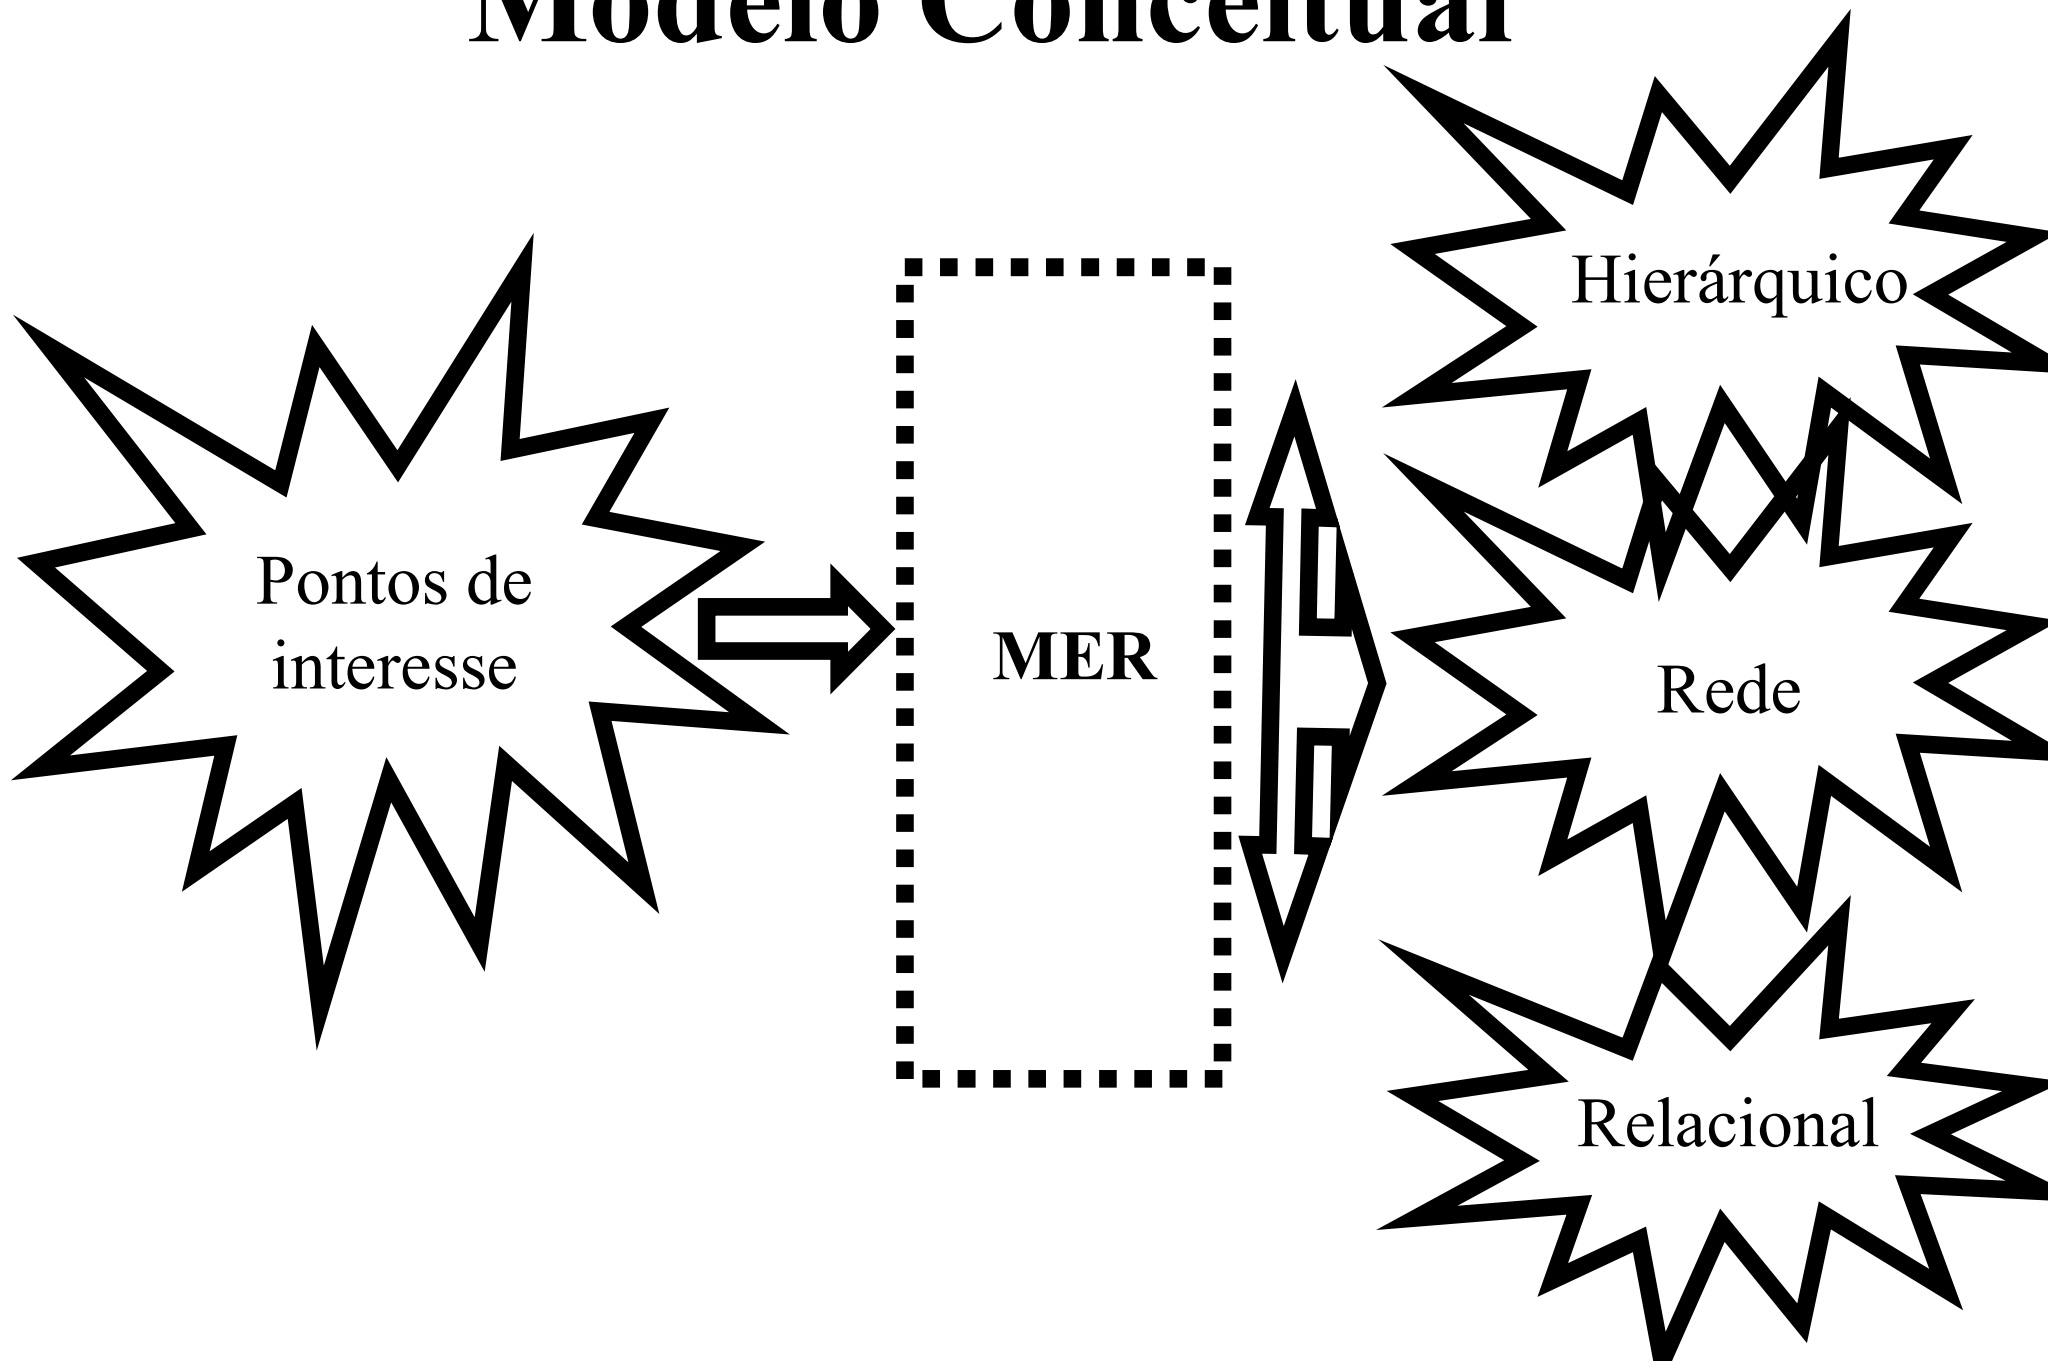 Modelo Conceitual
Hierárquico
Pontos de
interesse
MER
Rede
Relacional